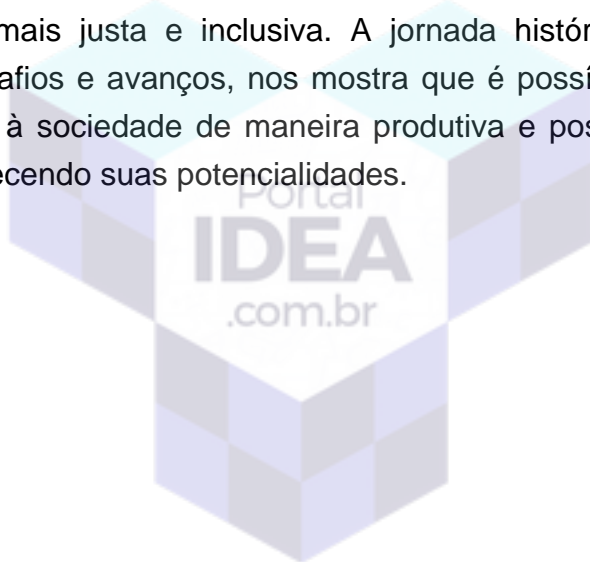 mais justa e inclusiva. A jornada histór
afios e avanços, nos mostra que é possí
à sociedade de maneira produtiva e pos
ecendo suas potencialidades.
Portal
IDEA
.com.br